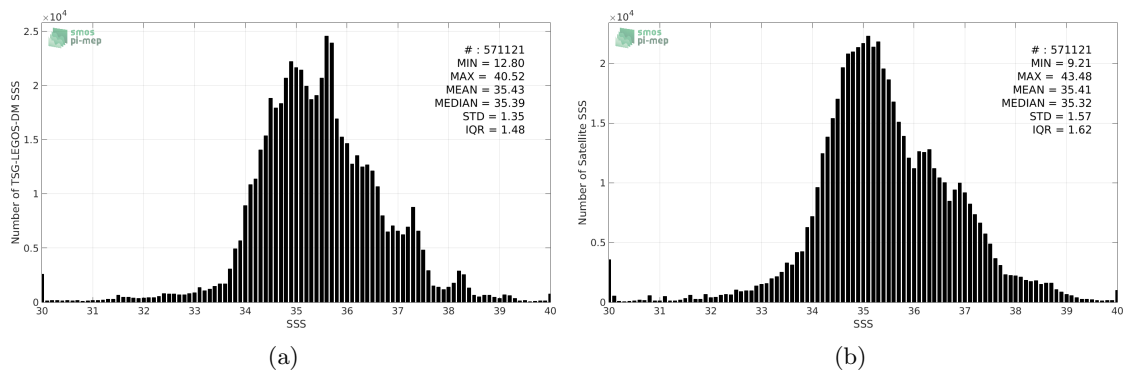 ×10⁴
smos
pi-mep
# : 571121
MIN = 12.80
MAX = 40.52
MEAN = 35.43
MEDIAN = 35.39
STD = 1.35
IQR = 1.48
Number of TSG-LEGOS-DM SSS
2.5
2
1.5
1
0.5
0
30 31 32 33 34 35 36 37 38 39 40
SSS
(a)
×10⁴
smos
pi-mep
# : 571121
MIN = 9.21
MAX = 43.48
MEAN = 35.41
MEDIAN = 35.32
STD = 1.57
IQR = 1.62
Number of Satellite SSS
2
1.5
1
0.5
0
30 31 32 33 34 35 36 37 38 39 40
SSS
(b)